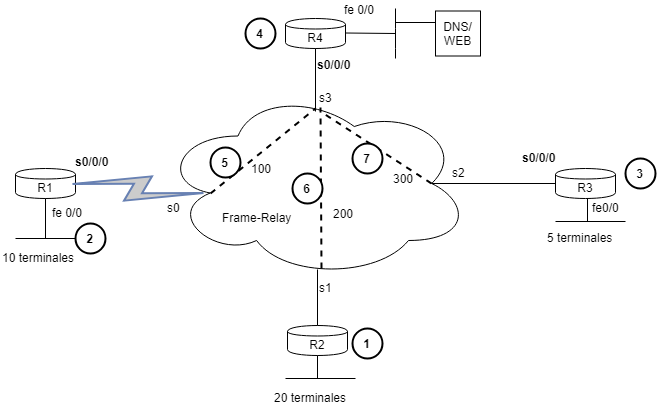 fe 0/0
4
R4
DNS/
WEB
s0/0/0
s3
s0/0/0
5
7
s2
s0/0/0
3
R1
100
300
R3
6
fe 0/0
s0
Frame-Relay
200
fe0/0
2
10 terminales
5 terminales
s1
R2
1
20 terminales